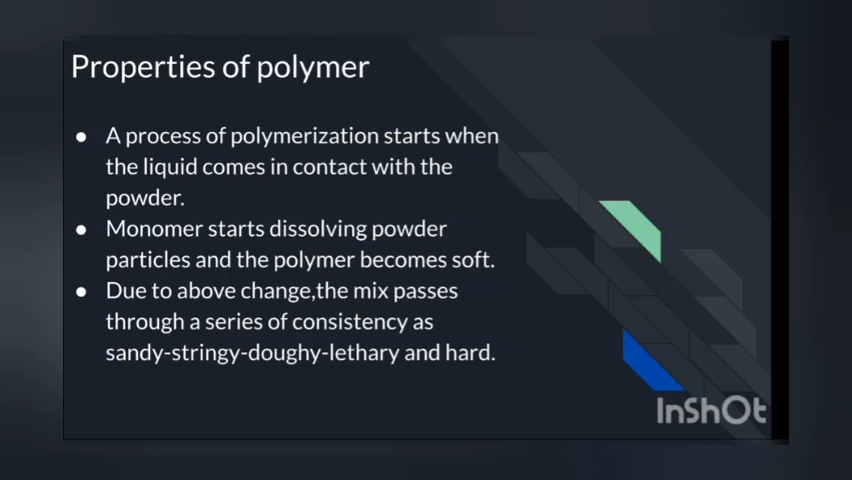 Properties of polymer
● A process of polymerization starts when
the liquid comes in contact with the
powder.
● Monomer starts dissolving powder
particles and the polymer becomes soft.
● Due to above change,the mix passes
through a series of consistency as
sandy-stringy-doughy-lethary and hard.
InShOt